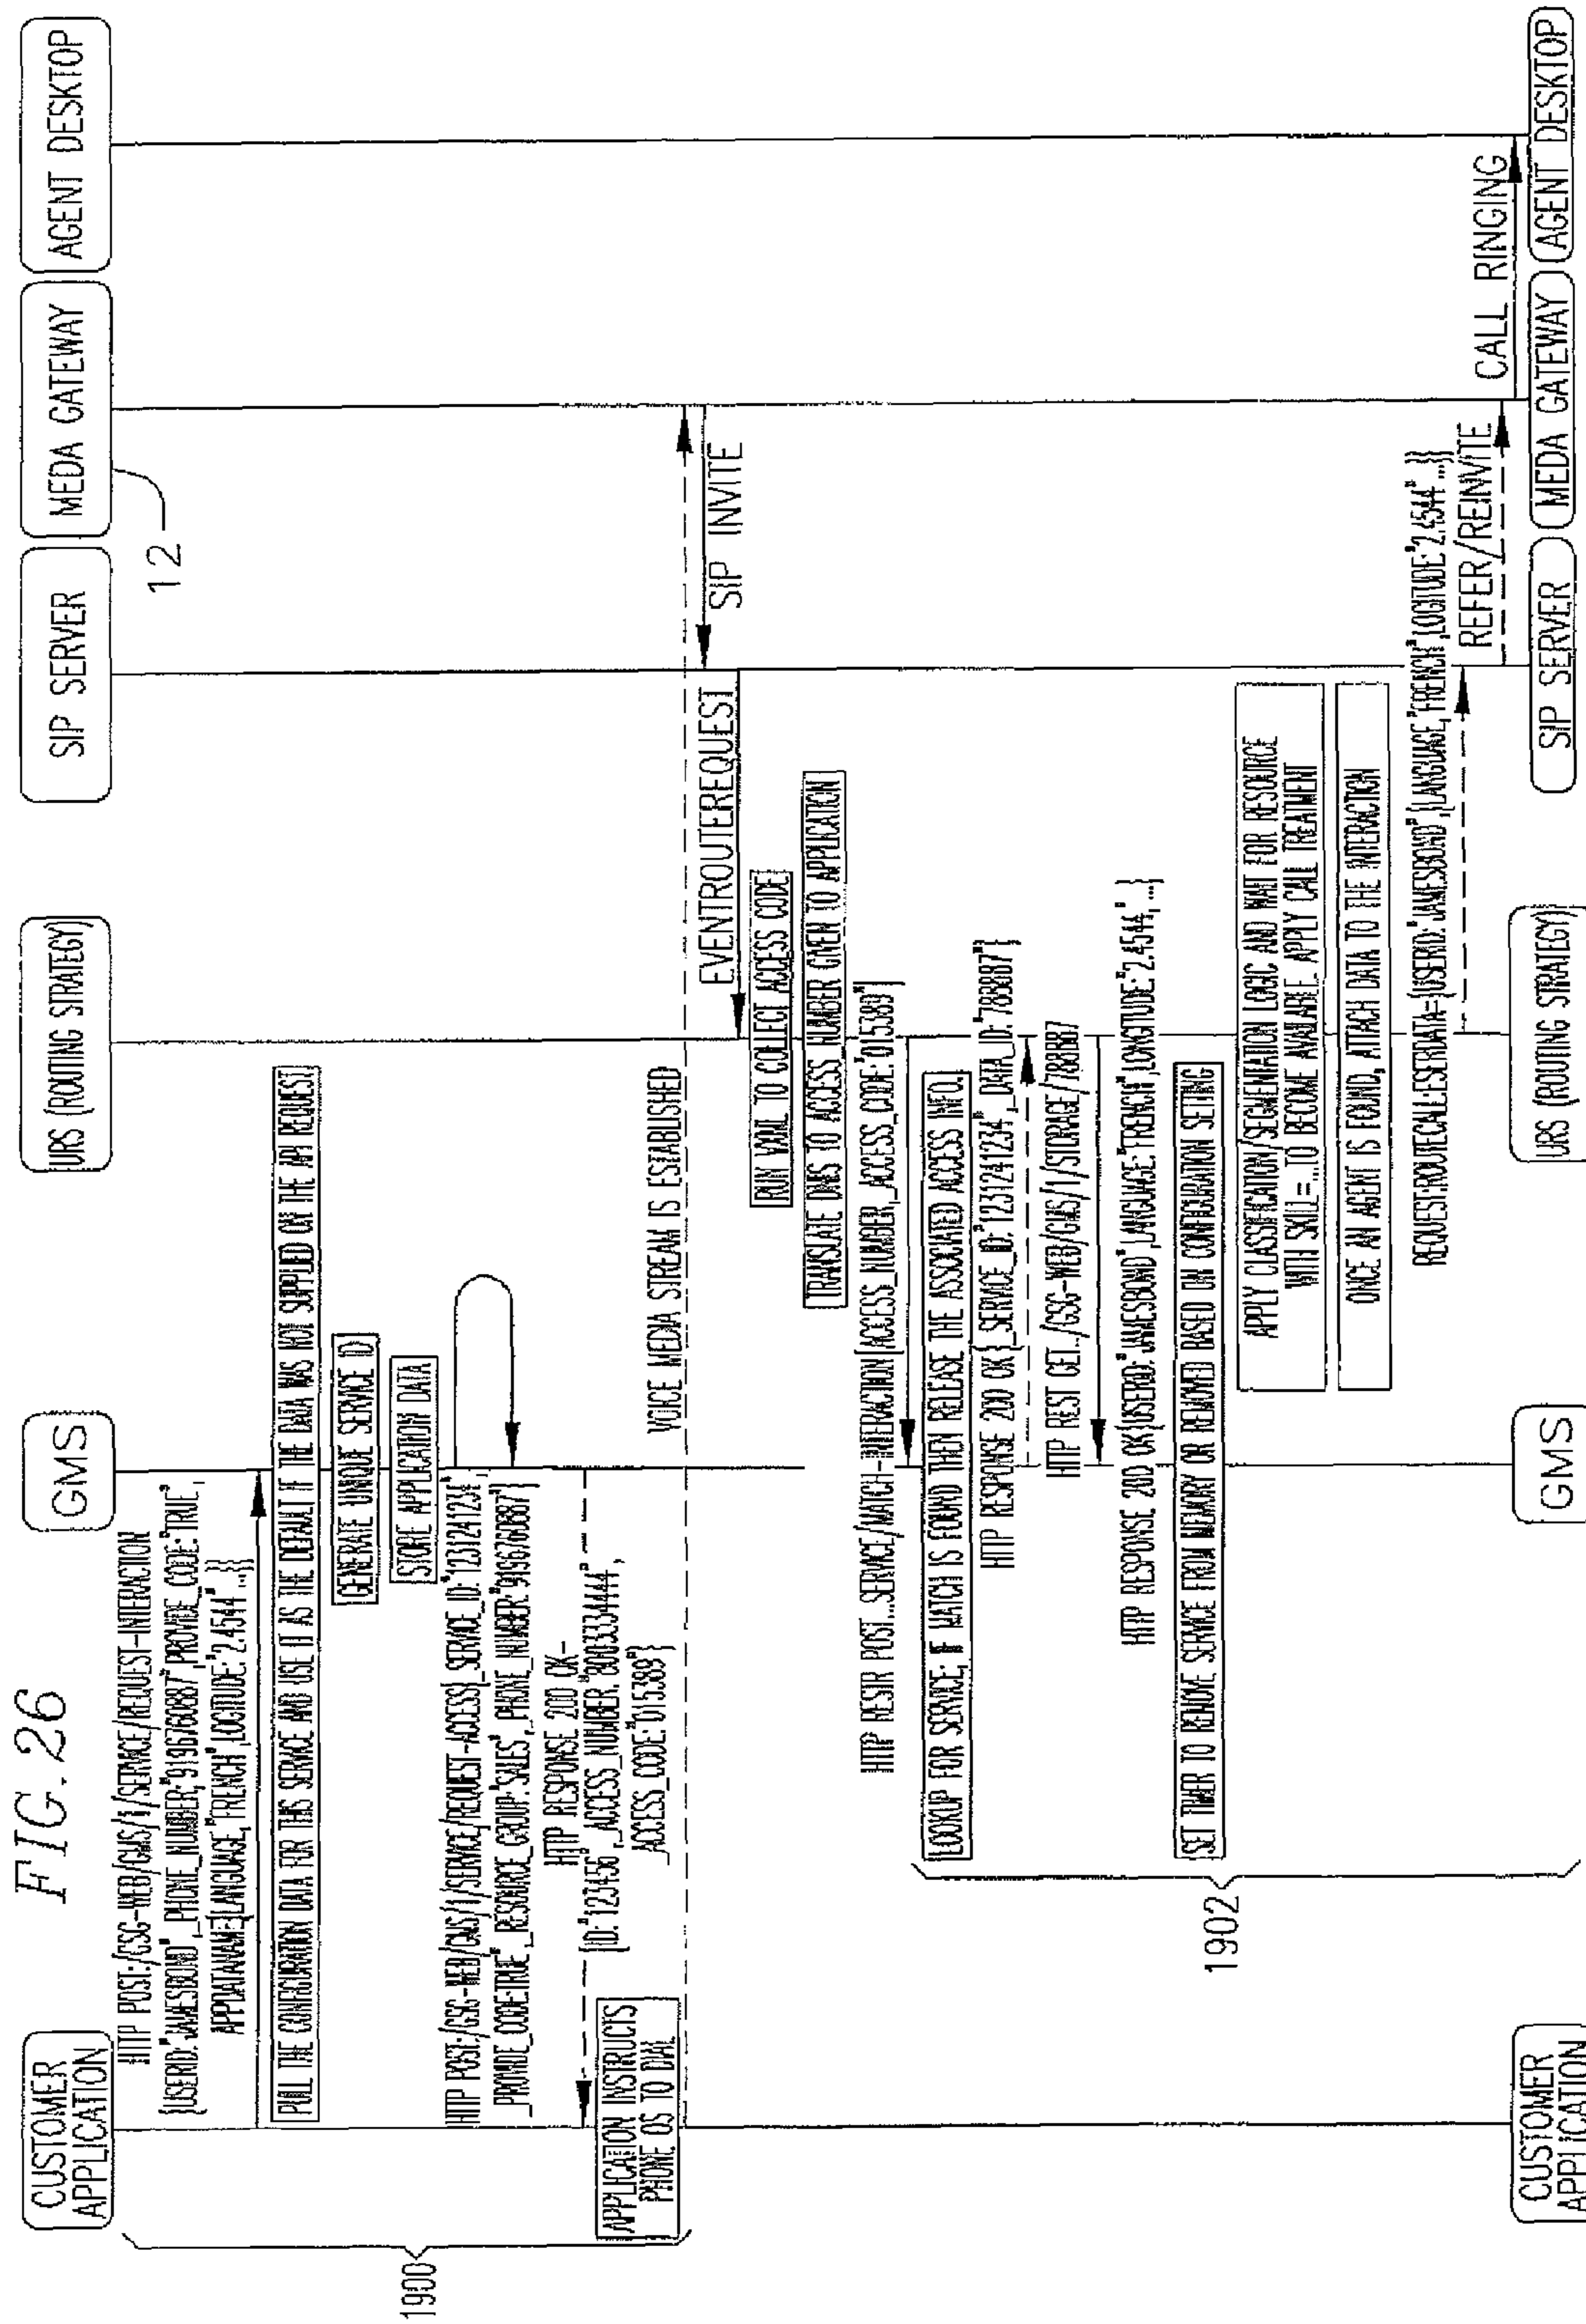 FIG. 26
CUSTOMER
APPLICATION
GMS
URS (ROUTING STRATEGY)
SIP SERVER
MEDA GATEWAY
AGENT DESKTOP
12
HTTP POST:/GSG-WEB/GMS/1/SERVICE/REQUEST-INTERACTION
{USERID:"JAMESBOND",_PHONE_NUMBER;"9196760887",PROVIDE_CODE:"TRUE",
APPDATANAME{LANGUAGE,"FRENCH",LOGITUDE:"2.4544"...}}
PULL THE CONFIGURATION DATA FOR THIS SERVICE AND USE IT AS THE DEFAULT IF THE DATA WAS NOT SUPPLIED ON THE API REQUEST
GENERATE UNIQUE SERVICE ID
STORE APPLICATION DATA
HTTP POST:/GSG-WEB/GMS/1/SERVICE/REQUEST-ACCESS{_SERVICE_ID:"1231241234",
_PROVIDE_CODE:TRUE",_RESOURCE_GROUP:"SALES",_PHONE_NUMBER:"9196760887"}
HTTP RESPONSE 200 OK-
{ID:"123456",_ACCESS_NUMBER:"8003334444",
_ACCESS_CODE:"015389"}
APPLICATION INSTRUCTS
PHONE OS TO DIAL
1900
VOICE MEDIA STREAM IS ESTABLISHED
SIP INVITE
EVENTROUTEREQUEST
RUN VXML TO COLLECT ACCESS CODE
TRANSLATE DNIS TO ACCESS_NUMBER GIVEN TO APPLICATION
HTTP RESTR POST...SERVICE/MATCH-INTERACTION{ACCESS_NUMBER,_ACCESS_CODE:"015389"}
LOOKUP FOR SERVICE; IF MATCH IS FOUND THEN RELEASE THE ASSOCIATED ACCESS INFO.
HTTP RESPONSE 200 OK{_SERVICE_ID:"1231241234",_DATA_ID:"788887"}
HTTP REST GET.../GSG-WEB/GMS/1/STORAGE/788887
HTTP RESPONSE 200 OK{USERID:"JAMESBOND",LANGUAGE:"FRENCH",LONGITUDE:"2.4544",...}
SET TIMER TO REMOVE SERVICE FROM MEMORY OR REMOVED BASED ON CONFIGURATION SETING
APPLY CLASSIFICATION/SEGMENTATION LOGIC AND WAIT FOR RESOURCE
WITH SKILL=...TO BECOME AVAILABLE. APPLY CALL TREATMENT
ONCE AN AGENT IS FOUND, ATTACH DATA TO THE INTERACTION
REQUEST:ROUTECALL:ESERDATA={USERID:"JAMESBOND",{LANGUAGE,"FRENCH",LOGITUDE:"2.4544"...}}
REFER/REINVITE
CALL RINGING
1902
CUSTOMER
APPLICATION
GMS
URS (ROUTING STRATEGY)
SIP SERVER
MEDA GATEWAY
AGENT DESKTOP